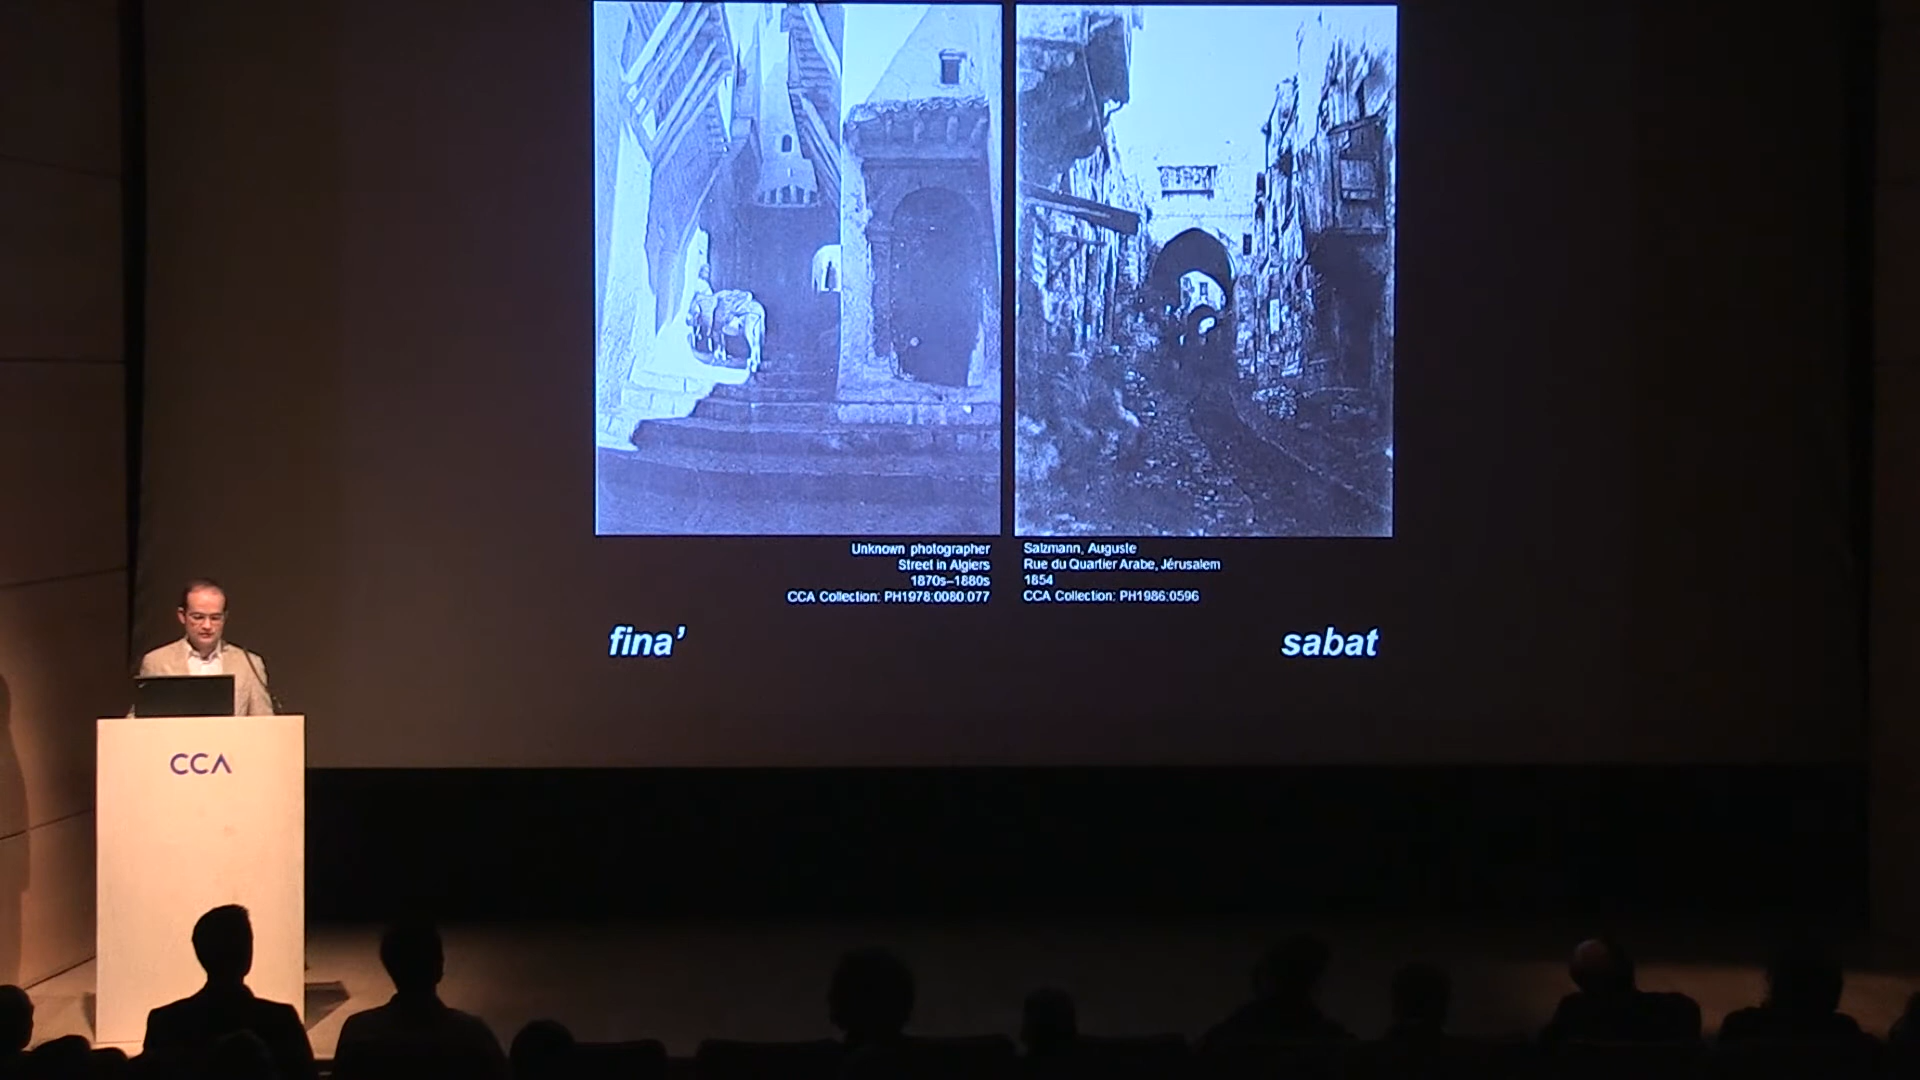 Unknown photographer
Street in Algiers
1870s–1880s
CCA Collection: PH1978:0080:077
Salzmann, Auguste
Rue du Quartier Arabe, Jérusalem
1854
CCA Collection: PH1986:0596
fina’
sabat
CCA